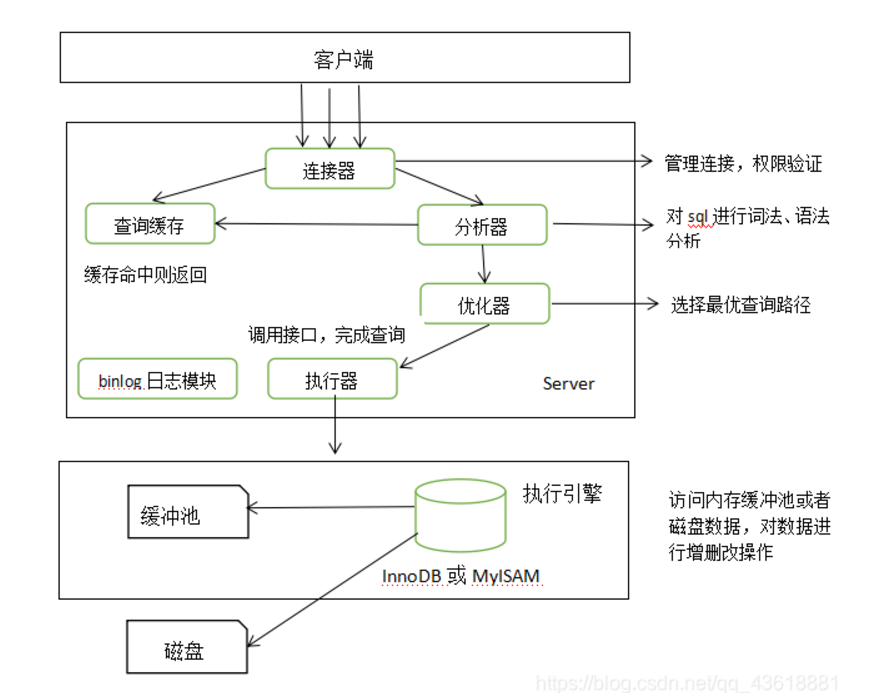 客户端
连接器
管理连接，权限验证
查询缓存
分析器
对 sql 进行词法、语法
分析
缓存命中则返回
优化器
选择最优查询路径
调用接口，完成查询
binlog 日志模块
执行器
Server
执行引擎
缓冲池
访问内存缓冲池或者
磁盘数据，对数据进
行增删改操作
InnoDB 或 MyISAM
磁盘
https://blog.csdn.net/qq_43618881